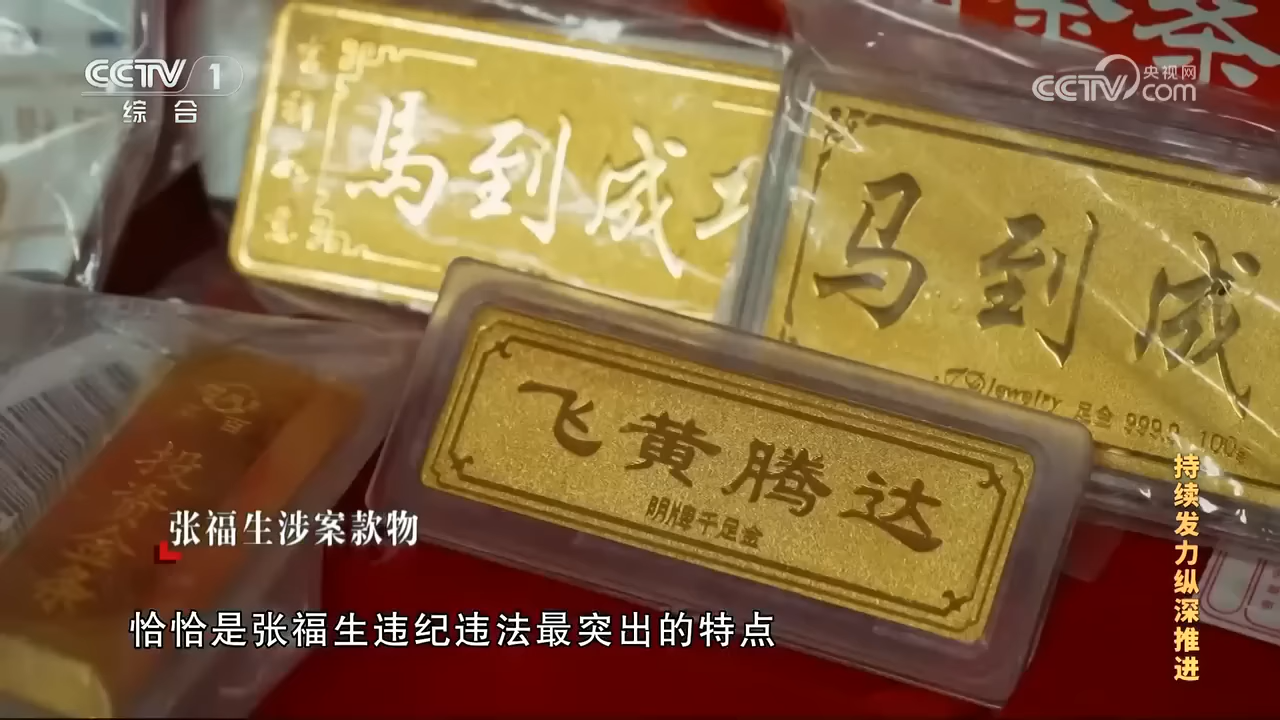 CCTV 1
综合
央视网
CCTV.com
馬到成
马到成
Jewelry 足金 999.9 100g
飞黄腾达
明牌千足金
投资金条
张福生涉案款物
恰恰是张福生违纪违法最突出的特点
持续发力纵深推进